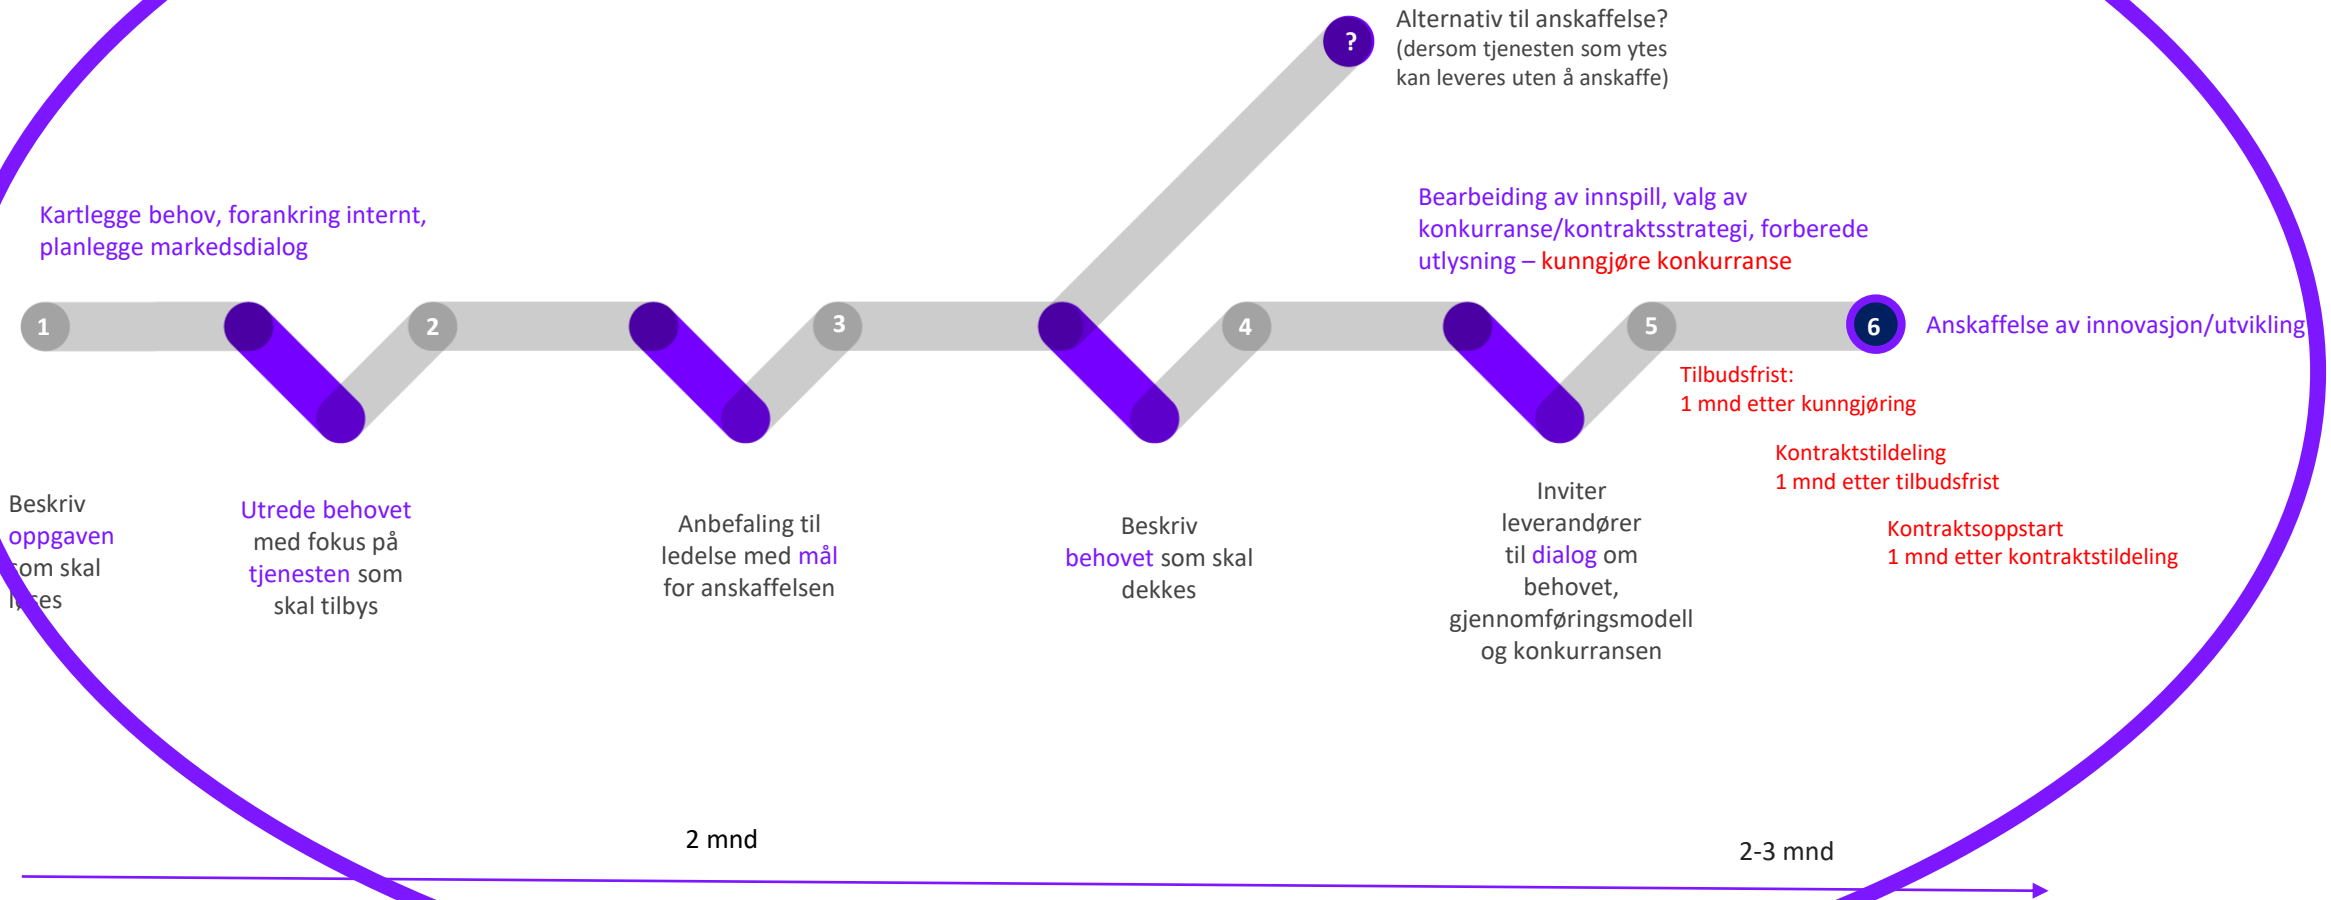 Alternativ til anskaffelse?
(dersom tjenesten som ytes
kan leveres uten å anskaffe)
?
Kartlegge behov, forankring internt,
planlegge markedsdialog
Bearbeiding av innspill, valg av
konkurranse/kontraktsstrategi, forberede
utlysning – kunngjøre konkurranse
1
2
3
4
5
6
Anskaffelse av innovasjon/utvikling
Tilbudsfrist:
1 mnd etter kunngjøring
Kontraktstildeling
1 mnd etter tilbudsfrist
Kontraktsoppstart
1 mnd etter kontraktstildeling
Beskriv
oppgaven
som skal
løses
Utrede behovet
med fokus på
tjenesten som
skal tilbys
Anbefaling til
ledelse med mål
for anskaffelsen
Beskriv
behovet som skal
dekkes
Inviter
leverandører
til dialog om
behovet,
gjennomføringsmodell
og konkurransen
2 mnd
2-3 mnd